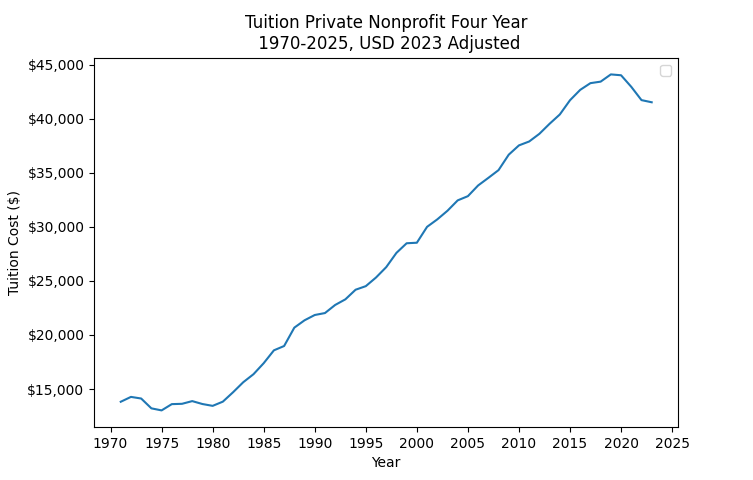 Tuition Private Nonprofit Four Year
1970-2025, USD 2023 Adjusted
$45,000
$40,000
$35,000
$30,000
$25,000
$20,000
$15,000
Tuition Cost ($)
1970 1975 1980 1985 1990 1995 2000 2005 2010 2015 2020 2025
Year